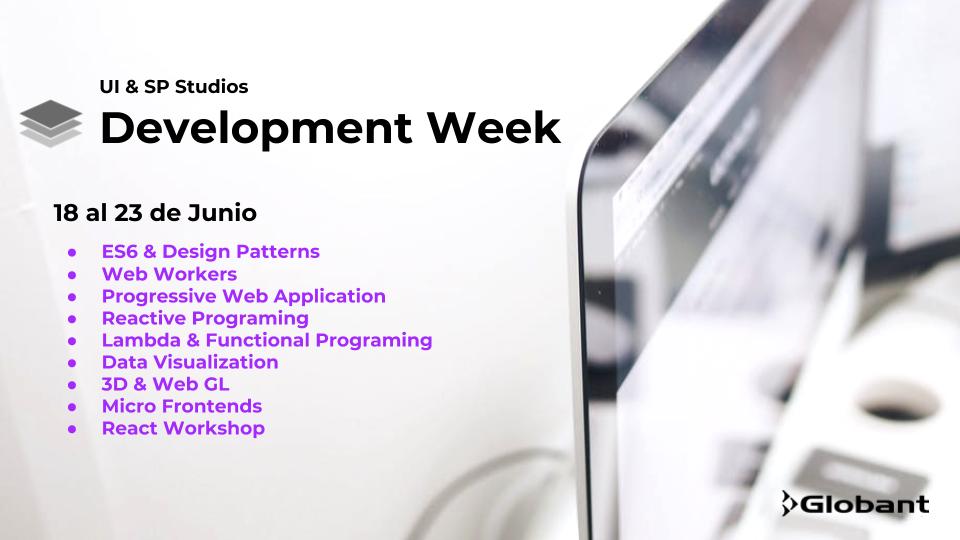 UI & SP Studios
Development Week
18 al 23 de Junio
● ES6 & Design Patterns
● Web Workers
● Progressive Web Application
● Reactive Programing
● Lambda & Functional Programing
● Data Visualization
● 3D & Web GL
● Micro Frontends
● React Workshop
Globant